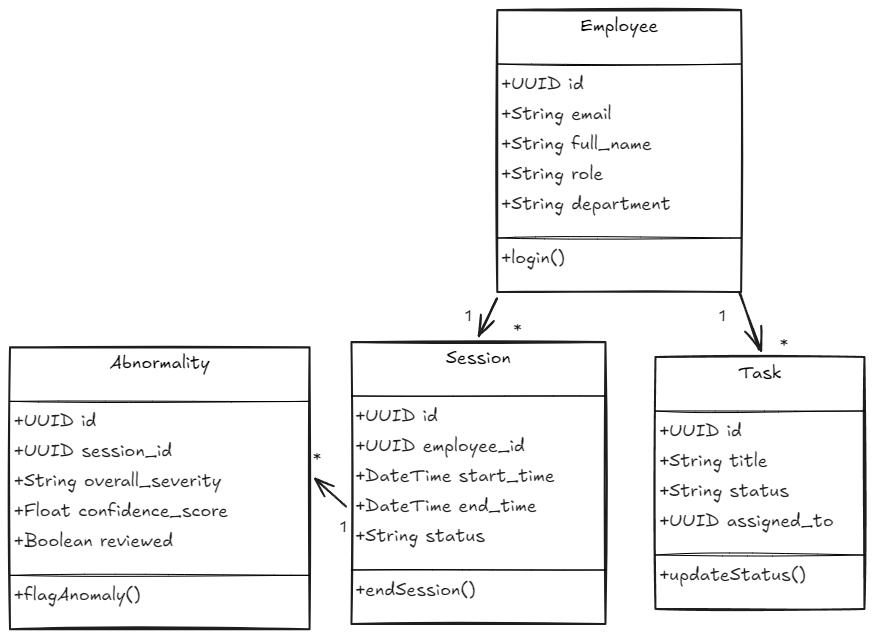 Employee
+UUID id
+String email
+String full_name
+String role
+String department
+login()
1
*
1
*
Abnormality
+UUID id
+UUID session_id
+String overall_severity
+Float confidence_score
+Boolean reviewed
+flagAnomaly()
*
1
Session
+UUID id
+UUID employee_id
+DateTime start_time
+DateTime end_time
+String status
+endSession()
Task
+UUID id
+String title
+String status
+UUID assigned_to
+updateStatus()